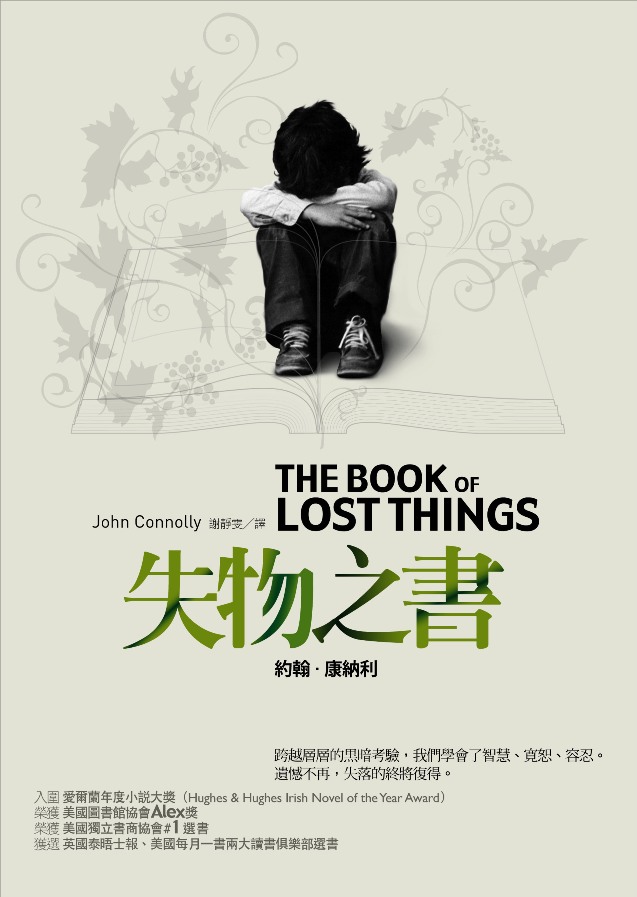 THE BOOK OF
LOST THINGS
John Connolly 謝靜雯／譯
失物之書
約翰·康納利
跨越層層的黑暗考驗，我們學會了智慧、寬恕、容忍。
遺憾不再，失落的終將復得。
入圍 愛爾蘭年度小說大獎（Hughes & Hughes Irish Novel of the Year Award）
榮獲 美國圖書館協會Alex獎
榮獲 美國獨立書商協會#1 選書
獲選 英國泰晤士報、美國每月一書兩大讀書俱樂部選書